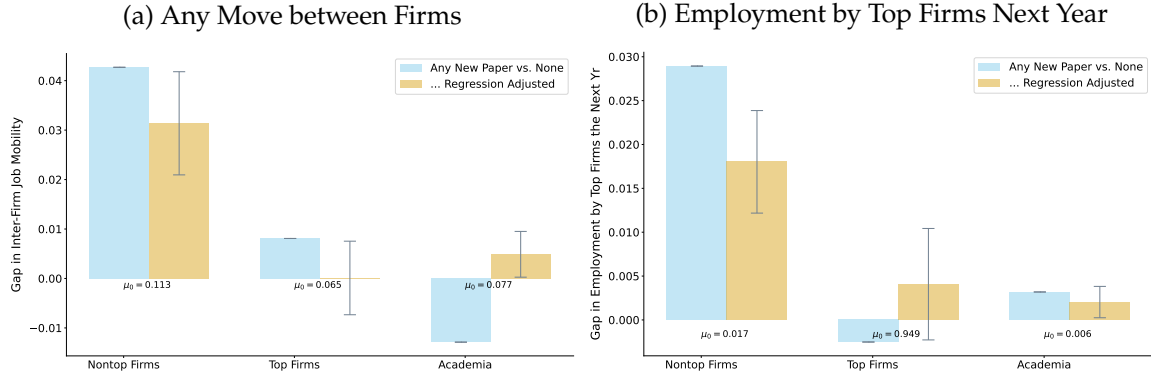 (a) Any Move between Firms
Gap in Inter-Firm Job Mobility
0.04
0.03
0.02
0.01
0.00
−0.01
Any New Paper vs. None
... Regression Adjusted
μ₀ = 0.113
μ₀ = 0.065
μ₀ = 0.077
Nontop Firms
Top Firms
Academia
(b) Employment by Top Firms Next Year
Gap in Employment by Top Firms the Next Yr
0.030
0.025
0.020
0.015
0.010
0.005
0.000
Any New Paper vs. None
... Regression Adjusted
μ₀ = 0.017
μ₀ = 0.949
μ₀ = 0.006
Nontop Firms
Top Firms
Academia